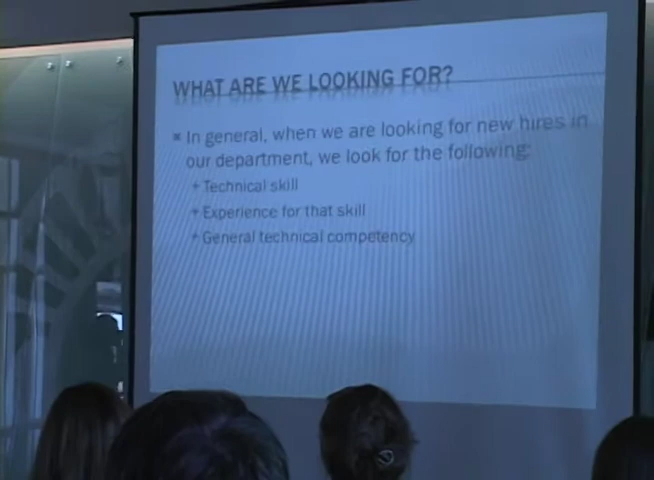 WHAT ARE WE LOOKING FOR?
In general, when we are looking for new hires in
our department, we look for the following:
+ Technical skill
+ Experience for that skill
+ General technical competency